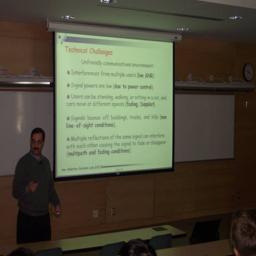 Technical Challenges:
Unfriendly communications environment:
Interferences from multiple users (low SNR)
Signal powers are low (due to power control)
Users can be standing, walking, or sitting in a car, and
cars move at different speeds (fading, Doppler)
Signals bounce off buildings, trucks, and hills (non
line-of-sight conditions)
Multiple reflections of the same signal can interfere
with each other causing the signal to fade or disappear
(multipath and fading conditions)